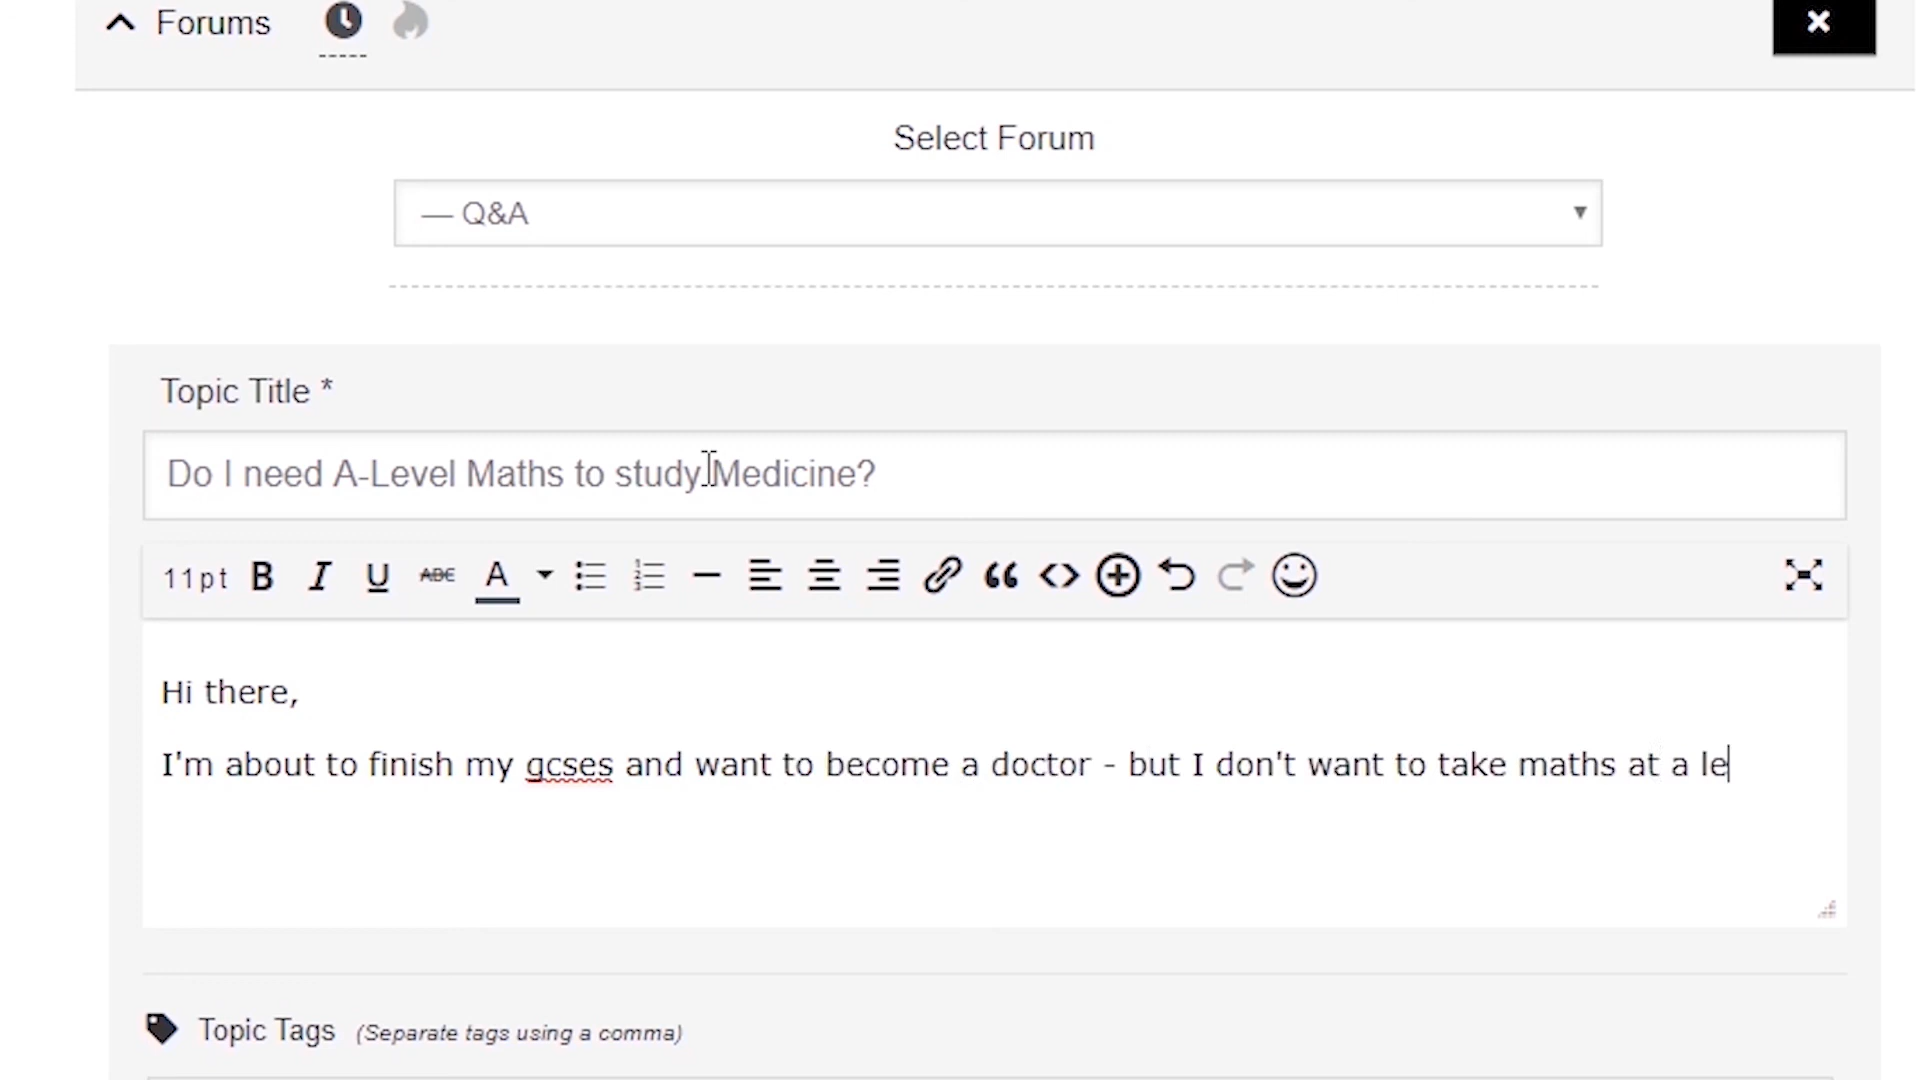 Forums
Select Forum
— Q&A
Topic Title *
Do I need A-Level Maths to study Medicine?
11pt B I U ABC A
Hi there,
I'm about to finish my gcses and want to become a doctor - but I don't want to take maths at a le
Topic Tags (Separate tags using a comma)